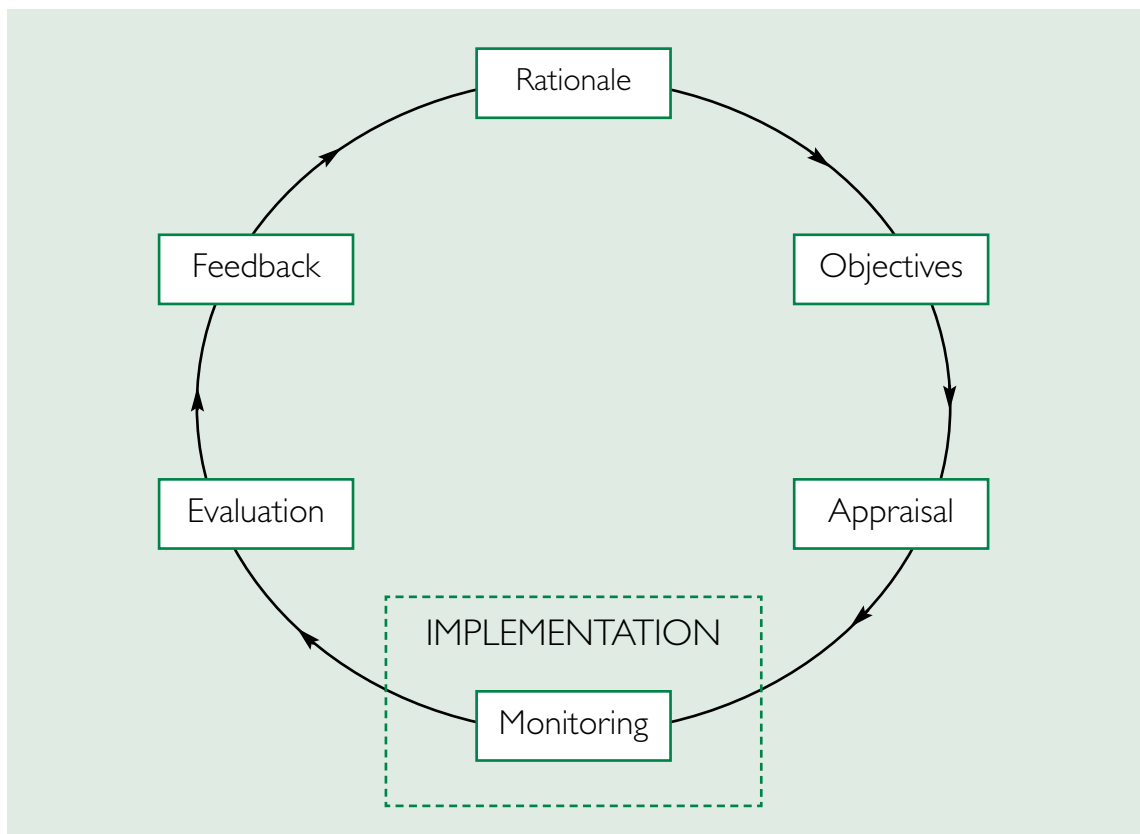 Rationale
Feedback
Objectives
Evaluation
Appraisal
IMPLEMENTATION
Monitoring